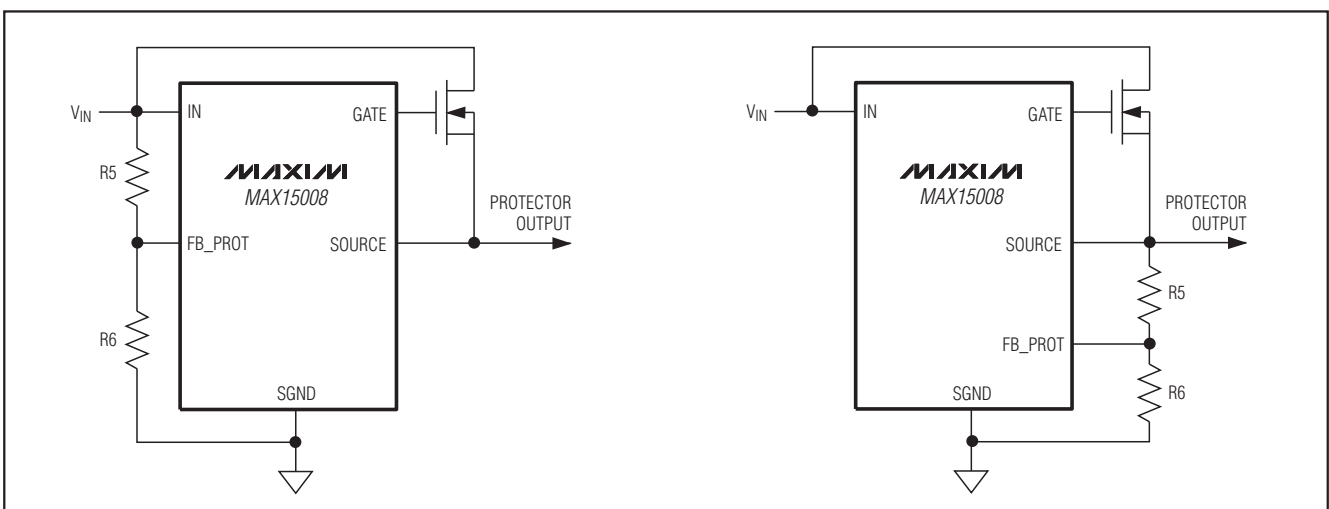 VIN
IN
GATE
R5
MAXIM
MAX15008
PROTECTOR
OUTPUT
FB_PROT
SOURCE
R6
SGND
VIN
IN
GATE
MAXIM
MAX15008
PROTECTOR
OUTPUT
SOURCE
R5
FB_PROT
R6
SGND